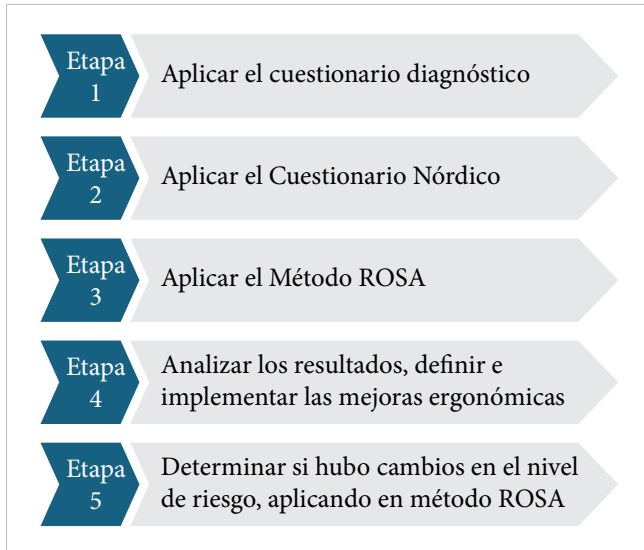 Etapa
1
Aplicar el cuestionario diagnóstico
Etapa
2
Aplicar el Cuestionario Nórdico
Etapa
3
Aplicar el Método ROSA
Etapa
4
Analizar los resultados, definir e
implementar las mejoras ergonómicas
Etapa
5
Determinar si hubo cambios en el nivel
de riesgo, aplicando en método ROSA